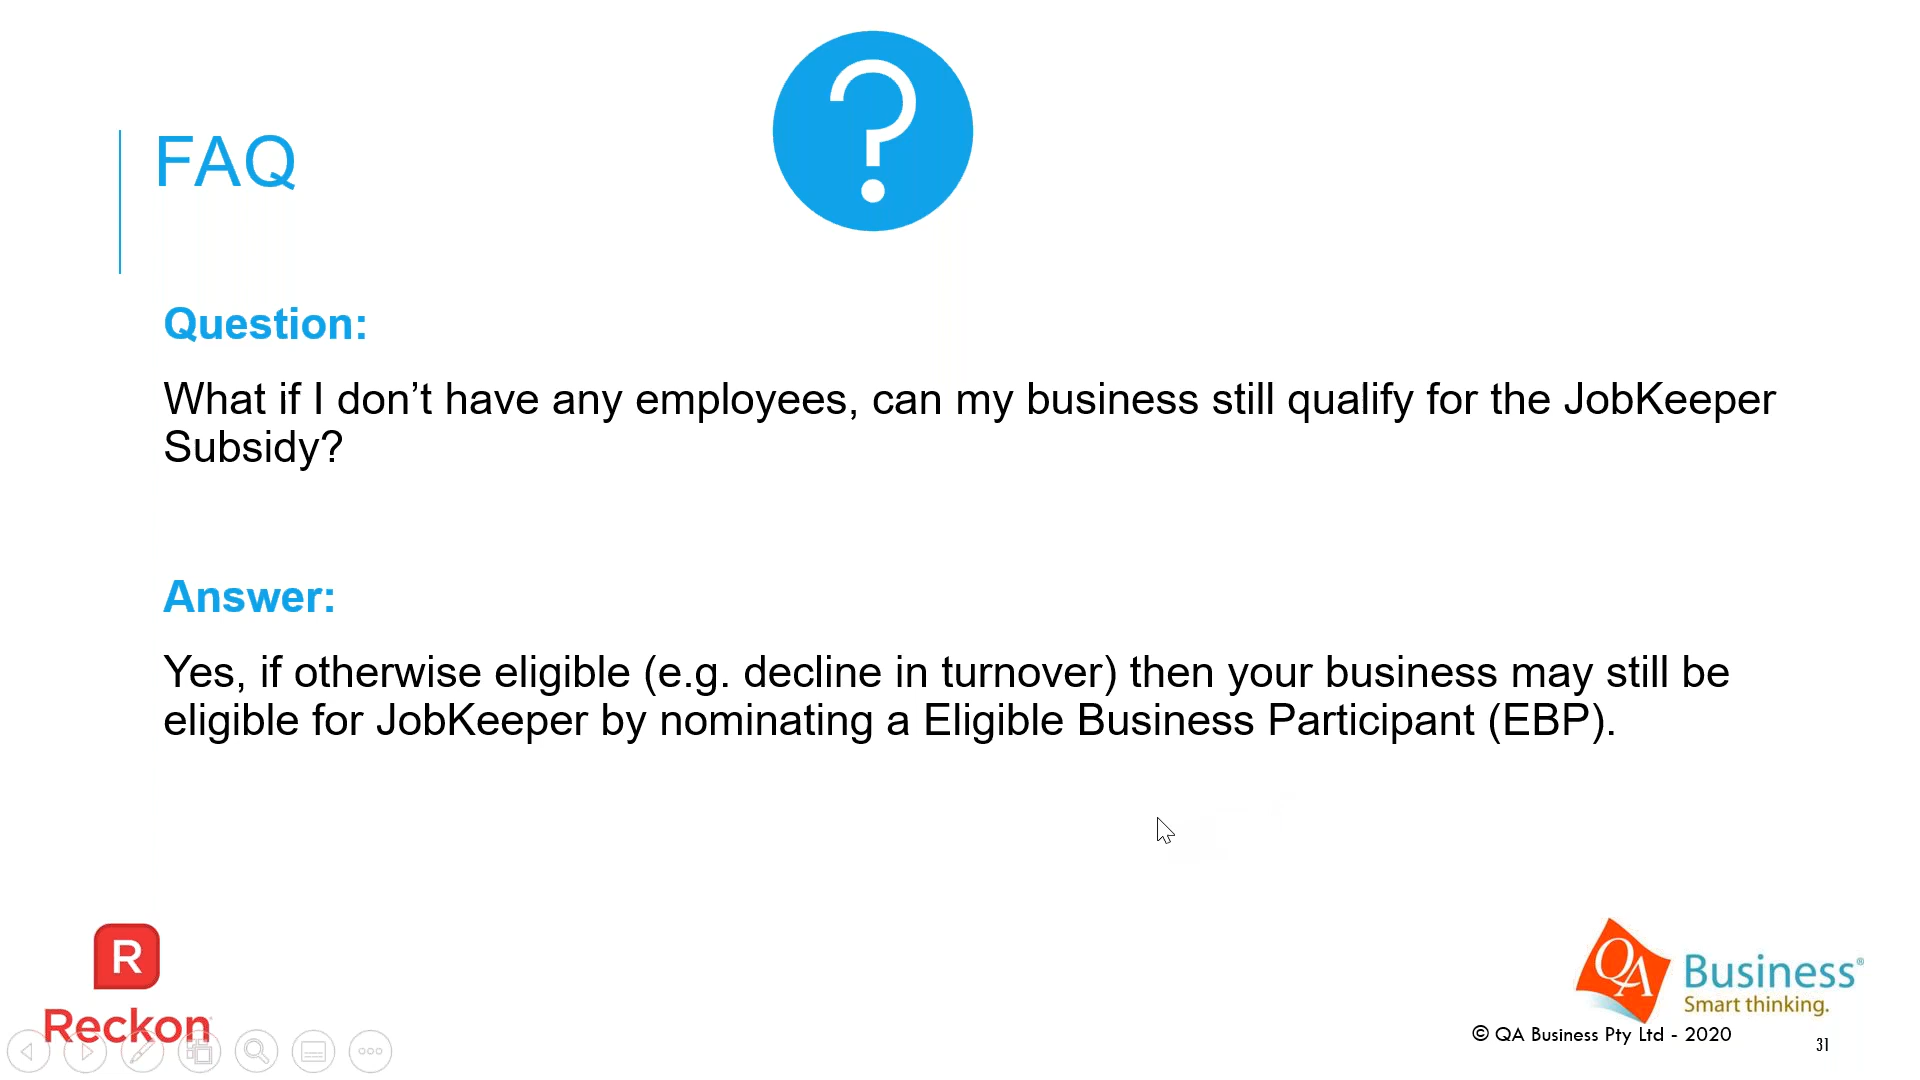 ?
FAQ
Question:
What if I don’t have any employees, can my business still qualify for the JobKeeper
Subsidy?
Answer:
Yes, if otherwise eligible (e.g. decline in turnover) then your business may still be
eligible for JobKeeper by nominating a Eligible Business Participant (EBP).
R
Reckon
QA Business®
Smart thinking.
© QA Business Pty Ltd - 2020
31